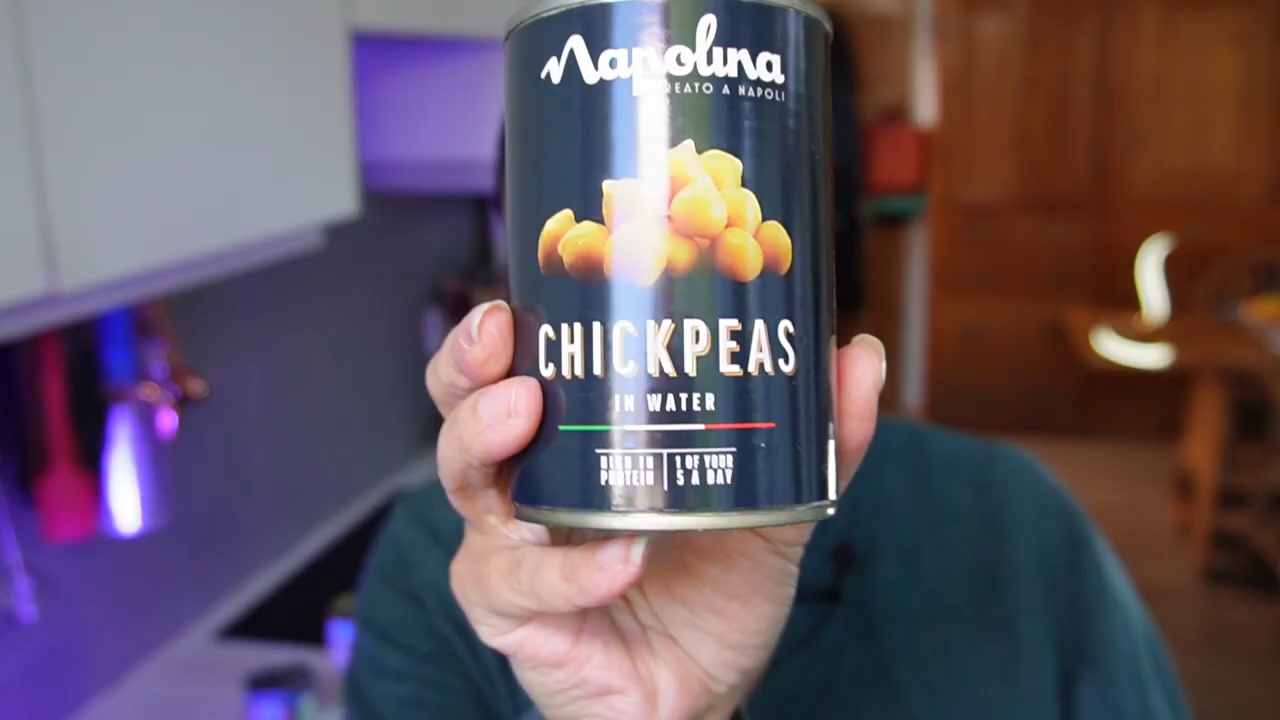 Napolina
CREATO A NAPOLI
CHICKPEAS
IN WATER
HIGH IN
PROTEIN
1 OF YOUR
5 A DAY